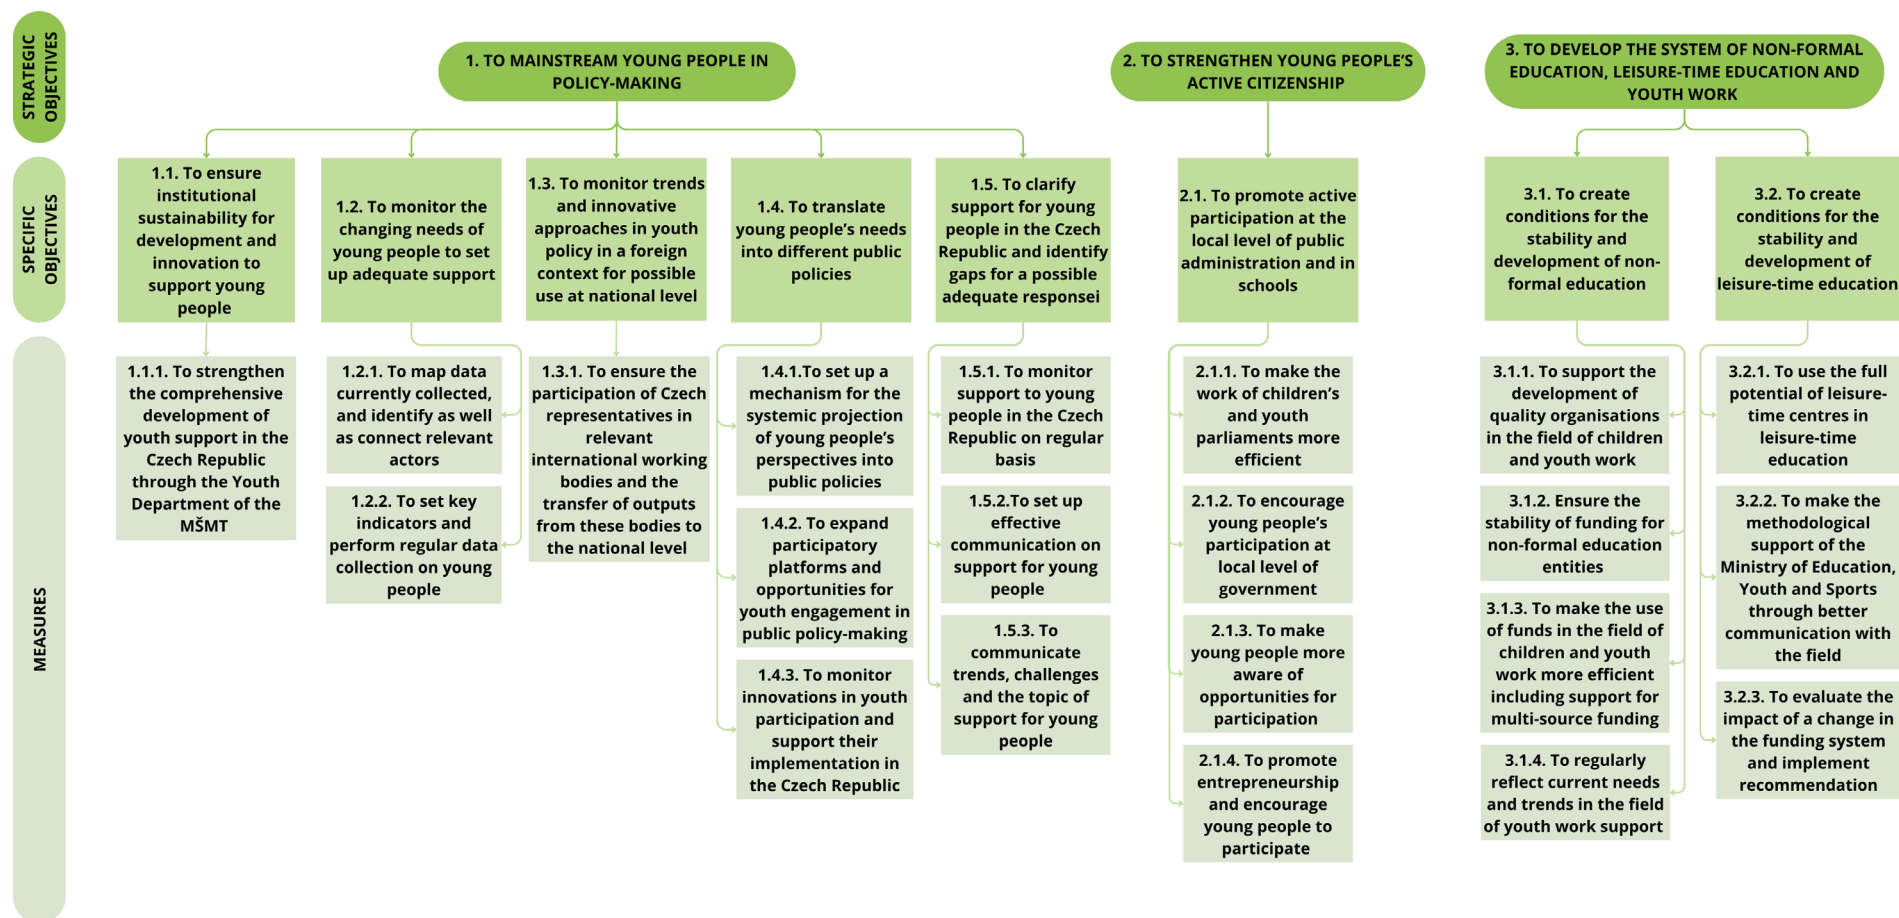 STRATEGIC
OBJECTIVES
1. TO MAINSTREAM YOUNG PEOPLE IN
POLICY-MAKING
2. TO STRENGTHEN YOUNG PEOPLE’S
ACTIVE CITIZENSHIP
3. TO DEVELOP THE SYSTEM OF NON-FORMAL
EDUCATION, LEISURE-TIME EDUCATION AND
YOUTH WORK
SPECIFIC
OBJECTIVES
1.1. To ensure
institutional
sustainability for
development and
innovation to
support young
people
1.2. To monitor the
changing needs of
young people to set
up adequate support
1.3. To monitor trends
and innovative
approaches in youth
policy in a foreign
context for possible
use at national level
1.4. To translate
young people’s needs
into different public
policies
1.5. To clarify
support for young
people in the Czech
Republic and identify
gaps for a possible
adequate responsei
2.1. To promote active
participation at the
local level of public
administration and in
schools
3.1. To create
conditions for the
stability and
development of non-
formal education
3.2. To create
conditions for the
stability and
development of
leisure-time education
MEASURES
1.1.1. To strengthen
the comprehensive
development of
youth support in the
Czech Republic
through the Youth
Department of the
MŠMT
1.2.1. To map data
currently collected,
and identify as well
as connect relevant
actors
1.2.2. To set key
indicators and
perform regular data
collection on young
people
1.3.1. To ensure the
participation of Czech
representatives in
relevant
international working
bodies and the
transfer of outputs
from these bodies to
the national level
1.4.1.To set up a
mechanism for the
systemic projection
of young people’s
perspectives into
public policies
1.4.2. To expand
participatory
platforms and
opportunities for
youth engagement in
public policy-making
1.4.3. To monitor
innovations in youth
participation and
support their
implementation in
the Czech Republic
1.5.1. To monitor
support to young
people in the Czech
Republic on regular
basis
1.5.2.To set up
effective
communication on
support for young
people
1.5.3. To
communicate
trends, challenges
and the topic of
support for young
people
2.1.1. To make the
work of children’s
and youth
parliaments more
efficient
2.1.2. To encourage
young people’s
participation at
local level of
government
2.1.3. To make
young people more
aware of
opportunities for
participation
2.1.4. To promote
entrepreneurship
and encourage
young people to
participate
3.1.1. To support the
development of
quality organisations
in the field of children
and youth work
3.1.2. Ensure the
stability of funding for
non-formal education
entities
3.1.3. To make the use
of funds in the field of
children and youth
work more efficient
including support for
multi-source funding
3.1.4. To regularly
reflect current needs
and trends in the field
of youth work support
3.2.1. To use the full
potential of leisure-
time centres in
leisure-time
education
3.2.2. To make the
methodological
support of the
Ministry of Education,
Youth and Sports
through better
communication with
the field
3.2.3. To evaluate the
impact of a change in
the funding system
and implement
recommendation